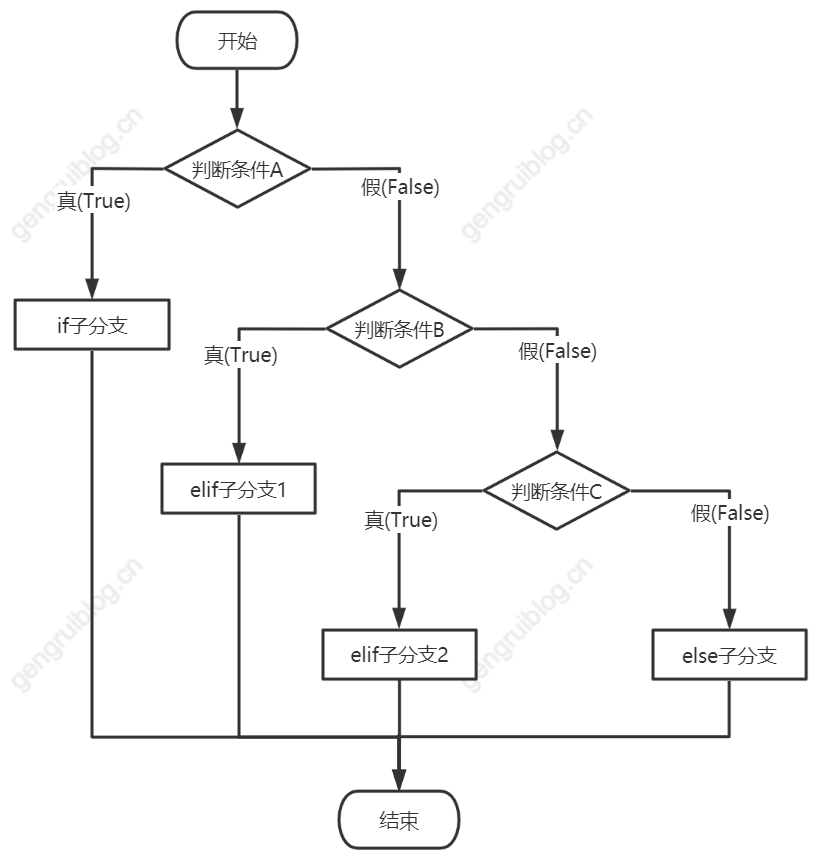 开始
gengruiblog.cn
gengruiblog.cn
判断条件A
真(True)
假(False)
if子分支
判断条件B
真(True)
假(False)
elif子分支1
判断条件C
真(True)
假(False)
gengruiblog.cn
gengruiblog.cn
elif子分支2
else子分支
结束